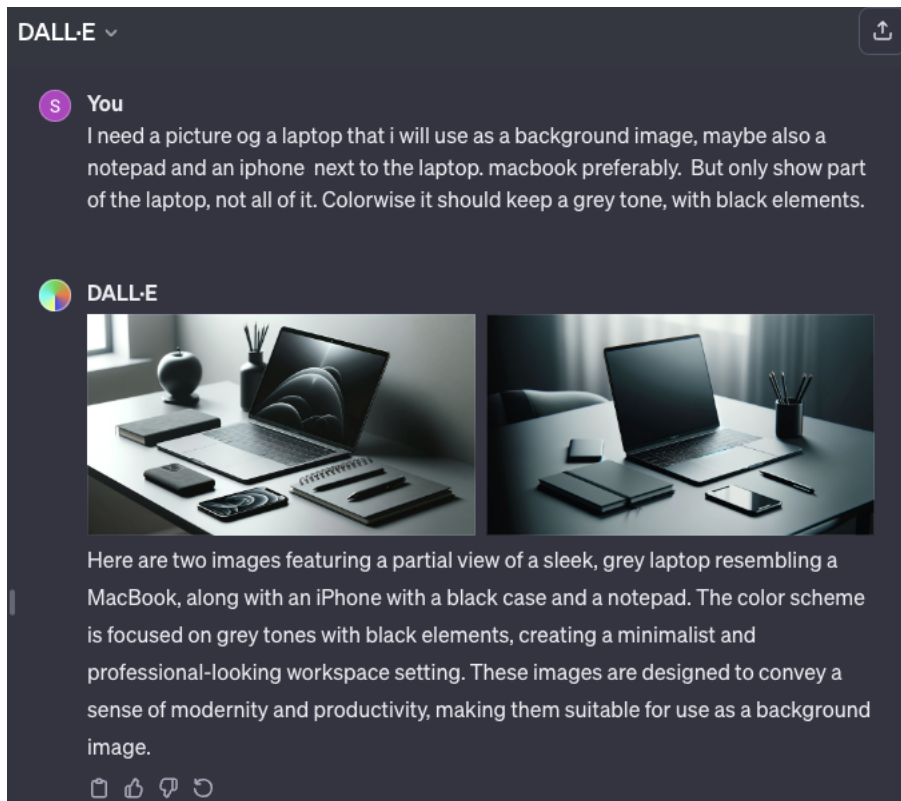 DALL·E
S
You
I need a picture og a laptop that i will use as a background image, maybe also a
notepad and an iphone  next to the laptop. macbook preferably.  But only show part
of the laptop, not all of it. Colorwise it should keep a grey tone, with black elements.
DALL·E
Here are two images featuring a partial view of a sleek, grey laptop resembling a
MacBook, along with an iPhone with a black case and a notepad. The color scheme
is focused on grey tones with black elements, creating a minimalist and
professional-looking workspace setting. These images are designed to convey a
sense of modernity and productivity, making them suitable for use as a background
image.